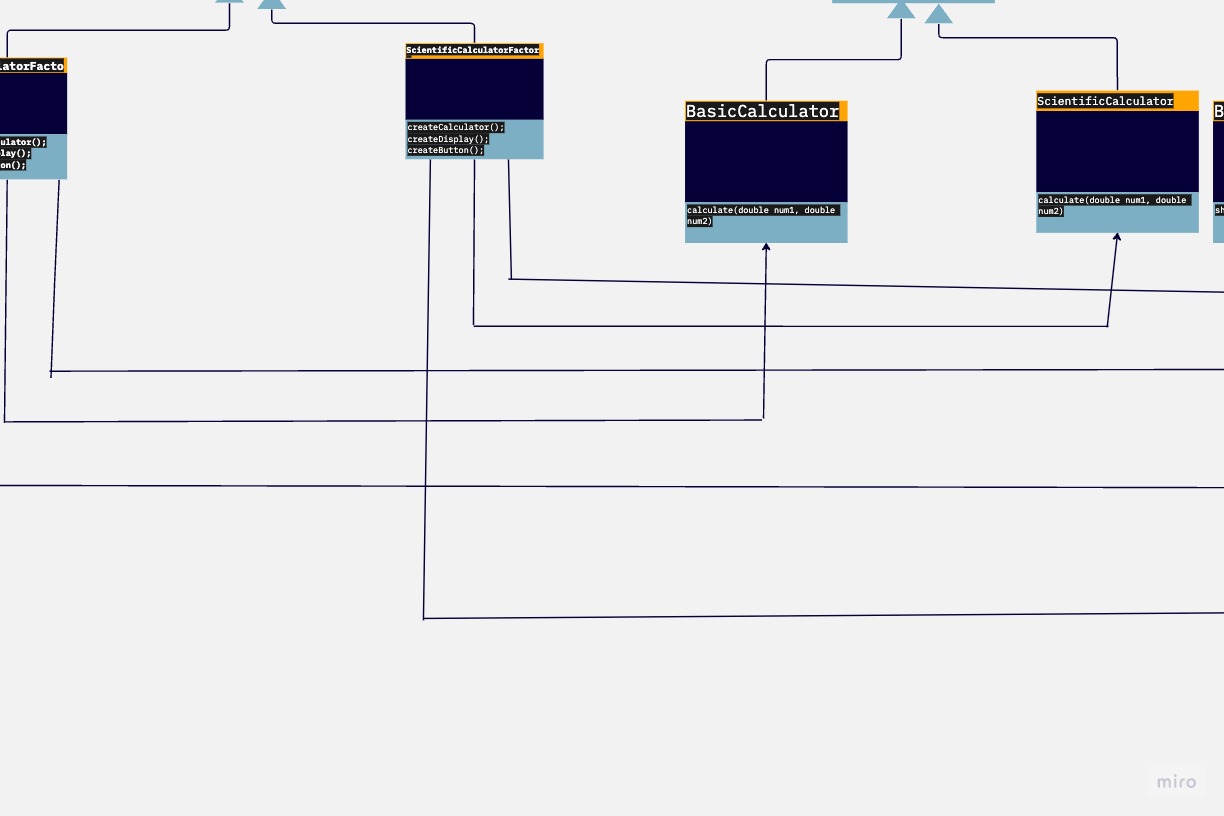 latorFacto
ulator();
lay();
on();
ScientificCalculatorFactor
createCalculator();
createDisplay();
createButton();
BasicCalculator
calculate(double num1, double
num2)
ScientificCalculator
calculate(double num1, double
num2)
B
sh
miro